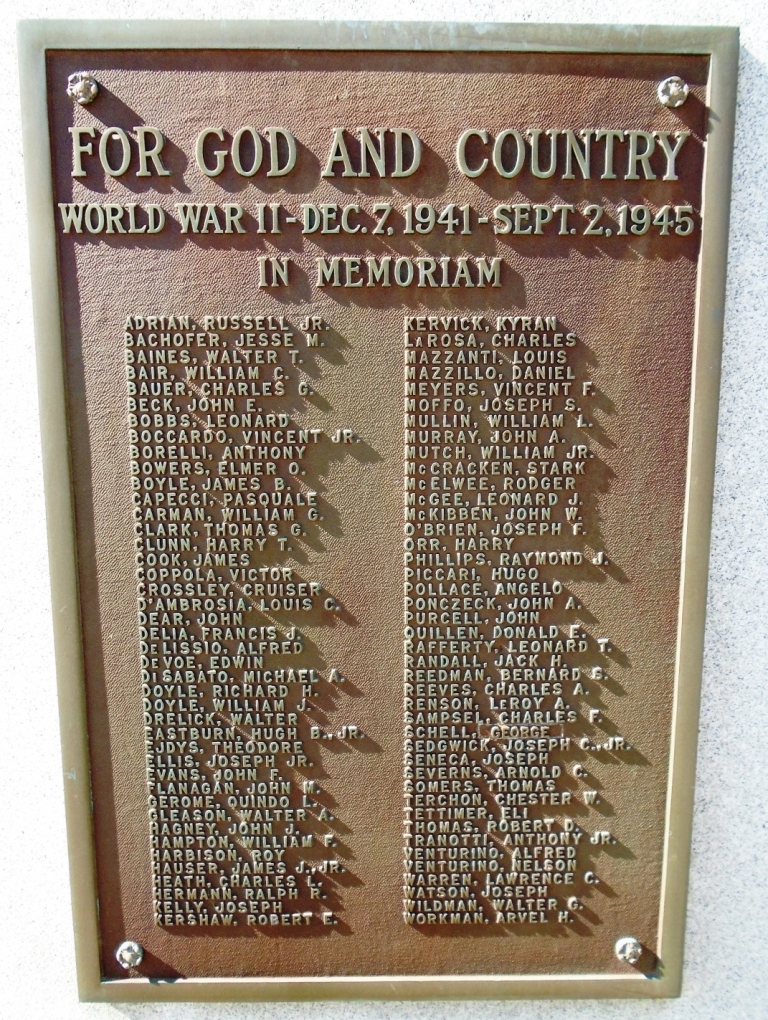 FOR GOD AND COUNTRY
WORLD WAR II-DEC. 7, 1941-SEPT. 2, 1945
IN MEMORIAM
ADRIAN, RUSSELL JR.
BACHOFER, JESSE M.
BAINES, WALTER T.
BAIR, WILLIAM C.
BAUER, CHARLES G.
BECK, JOHN E.
BOBBS, LEONARD
BOCCARDO, VINCENT JR.
BORELLI, ANTHONY
BOWERS, ELMER O.
BOYLE, JAMES B.
CAPECCI, PASQUALE
CARMAN, WILLIAM G.
CLARK, THOMAS G.
CLUNN, HARRY T.
COOK, JAMES
COPPOLA, VICTOR
CROSSLEY, CRUISER
D'AMBROSIA, LOUIS C.
DEAR, JOHN
DELIA, FRANCIS J.
DELISSIO, ALFRED
DEVOE, EDWIN
DISABATO, MICHAEL A.
DOYLE, RICHARD H.
DOYLE, WILLIAM J.
DRELICK, WALTER
EASTBURN, HUGH B., JR.
EJDYS, THEODORE
ELLIS, JOSEPH JR.
EVANS, JOHN F.
FLANAGAN, JOHN M.
GEROME, QUINDO L.
GLEASON, WALTER A.
HAGNEY, JOHN J.
HAMPTON, WILLIAM F.
HARBISON, ROY
HAUSER, JAMES J., JR.
HEATH, CHARLES L.
HERMANN, RALPH R.
KELLY, JOSEPH
KERSHAW, ROBERT E.
KERVICK, KYRAN
LAROSA, CHARLES
MAZZANTI, LOUIS
MAZZILLO, DANIEL
MEYERS, VINCENT F.
MOFFO, JOSEPH S.
MULLIN, WILLIAM L.
MURRAY, JOHN A.
MUTCH, WILLIAM JR.
McCRACKEN, STARK
McELWEE, RODGER
McGEE, LEONARD J.
McKIBBEN, JOHN W.
O'BRIEN, JOSEPH F.
ORR, HARRY
PHILLIPS, RAYMOND J.
PICCARI, HUGO
POLLACE, ANGELO
PONCZECK, JOHN A.
PURCELL, JOHN
QUILLEN, DONALD E.
RAFFERTY, LEONARD T.
RANDALL, JACK H.
REEDMAN, BERNARD S.
REEVES, CHARLES A.
RENSON, LEROY A.
SAMPSEL, CHARLES F.
SCHELL, GEORGE
SEDGWICK, JOSEPH C., JR.
SENECA, JOSEPH
SEVERNS, ARNOLD C.
SOMERS, THOMAS
TERCHON, CHESTER W.
TETTIMER, ELI
THOMAS, ROBERT D.
TRANOTTI, ANTHONY JR.
VENTURINO, ALFRED
VENTURINO, NELSON
WARREN, LAWRENCE C.
WATSON, JOSEPH
WILDMAN, WALTER G.
WORKMAN, ARVEL H.